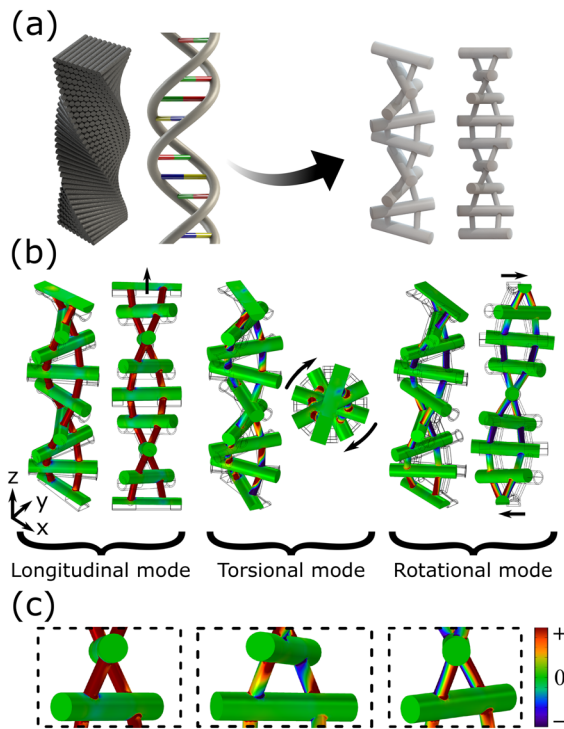 (a)
(b)
z
y
x
Longitudinal mode
Torsional mode
Rotational mode
(c)
+
0
−